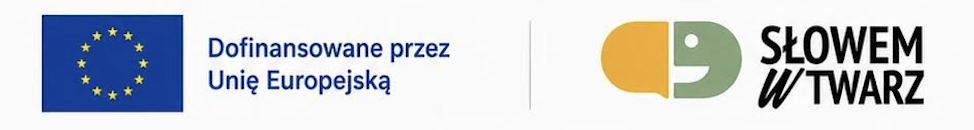 Dofinansowane przez
Unię Europejską
SŁOWEM
W TWARZ